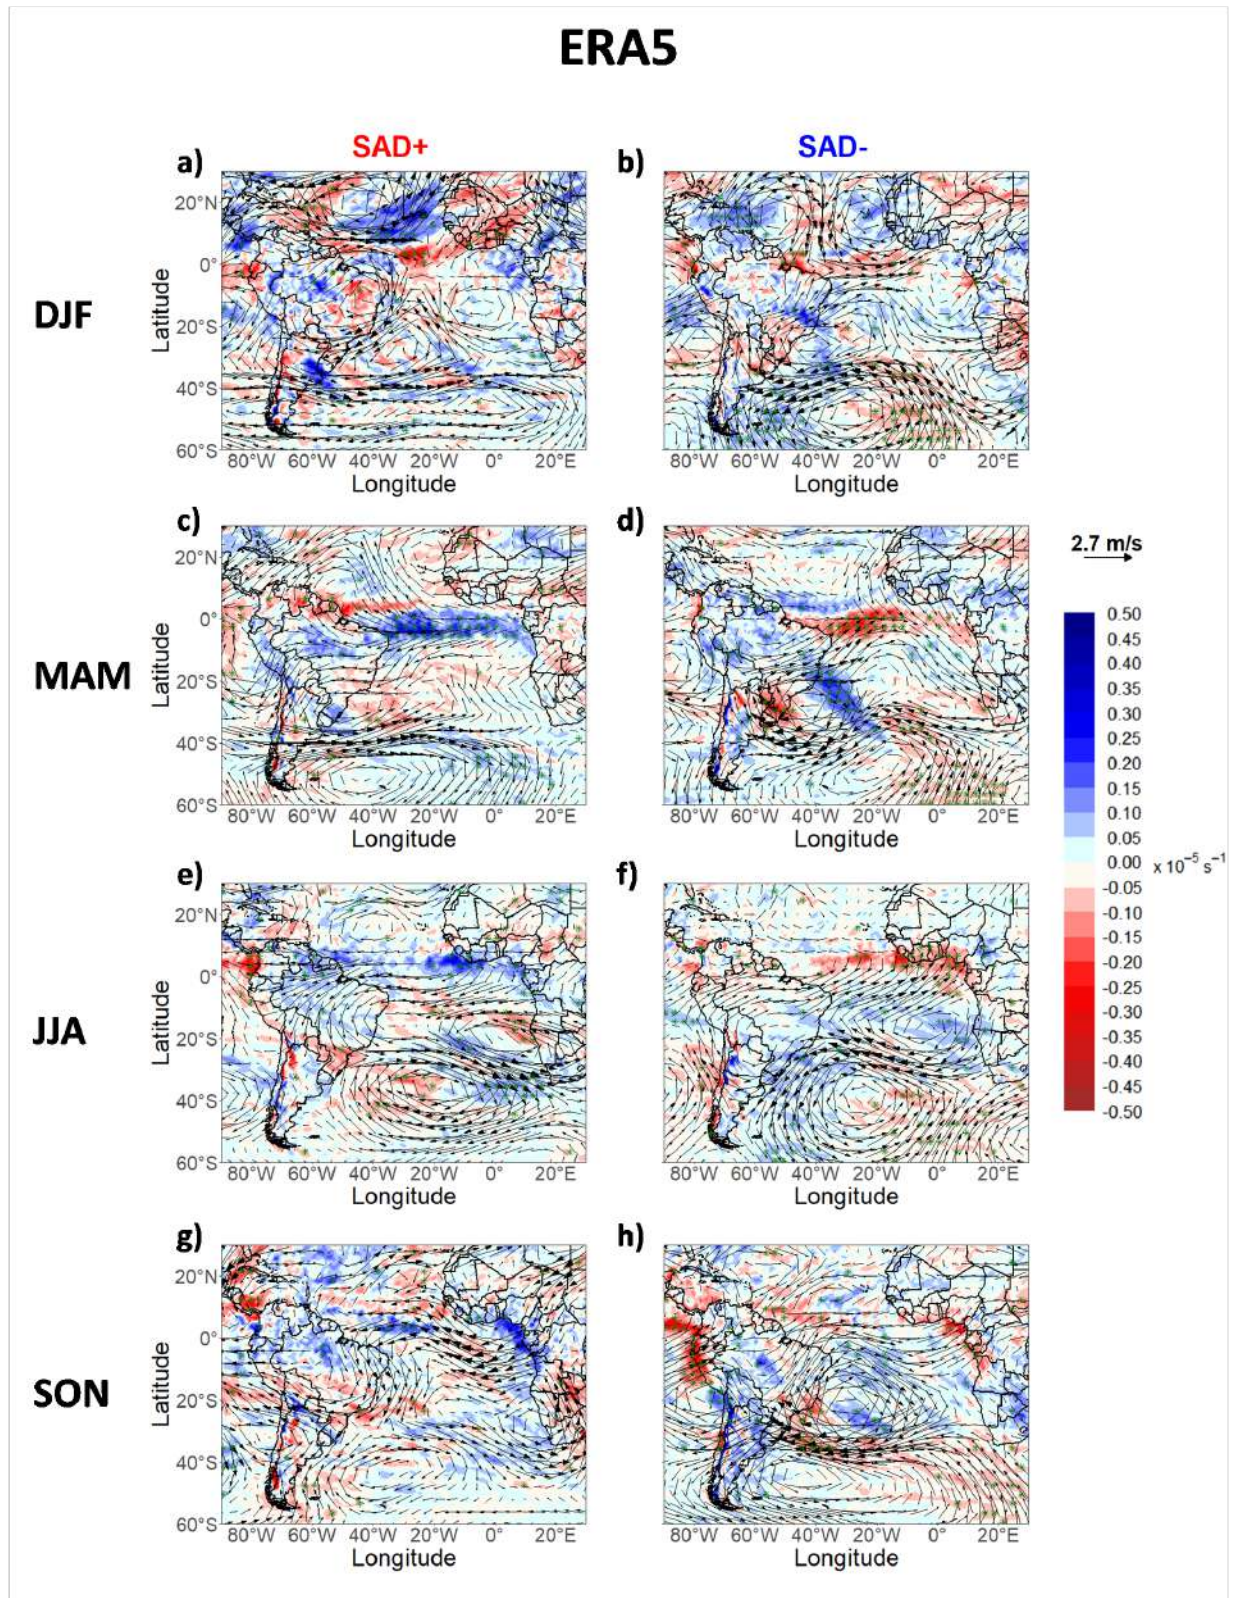 ERA5
SAD+
SAD-
a)
b)
20°N
0°
20°S
40°S
60°S
Latitude
DJF
80°W 60°W 40°W 20°W 0° 20°E
80°W 60°W 40°W 20°W 0° 20°E
Longitude
Longitude
c)
d)
20°N
0°
20°S
40°S
60°S
Latitude
MAM
80°W 60°W 40°W 20°W 0° 20°E
80°W 60°W 40°W 20°W 0° 20°E
Longitude
Longitude
2.7 m/s
0.50
0.45
0.40
0.35
0.30
0.25
0.20
0.15
0.10
0.05
0.00
-0.05
-0.10
-0.15
-0.20
-0.25
-0.30
-0.35
-0.40
-0.45
-0.50
x 10⁻⁵ s⁻¹
e)
f)
20°N
0°
20°S
40°S
60°S
Latitude
JJA
80°W 60°W 40°W 20°W 0° 20°E
80°W 60°W 40°W 20°W 0° 20°E
Longitude
Longitude
g)
h)
20°N
0°
20°S
40°S
60°S
Latitude
SON
80°W 60°W 40°W 20°W 0° 20°E
80°W 60°W 40°W 20°W 0° 20°E
Longitude
Longitude